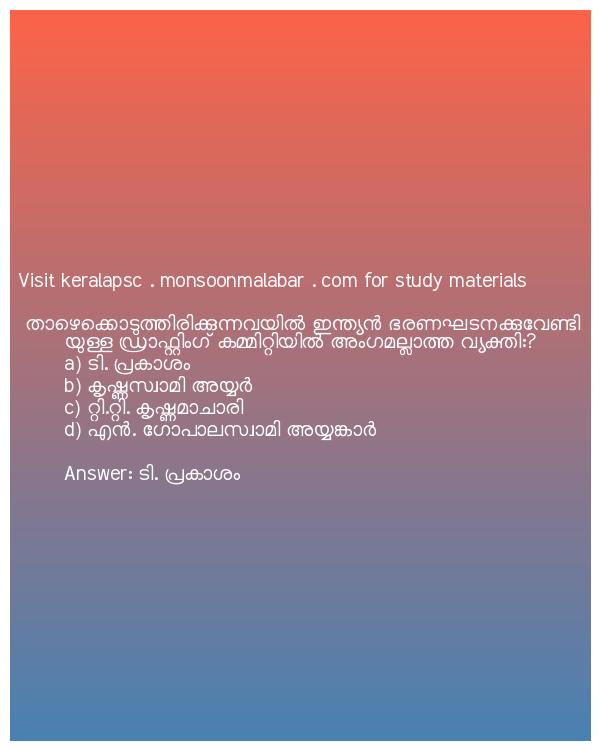 Visit keralapsc . monsoonmalabar . com for study materials
താഴെക്കൊടുത്തിരിക്കുന്നവയിൽ ഇന്ത്യൻ ഭരണഘടനക്കുവേണ്ടി
യുള്ള ഡ്രാഫ്റ്റിംഗ് കമ്മിറ്റിയിൽ അംഗമല്ലാത്ത വ്യക്തി:?
a) ടി. പ്രകാശം
b) കൃഷ്ണസ്വാമി അയ്യർ
c) റ്റി.റ്റി. കൃഷ്ണമാചാരി
d) എൻ. ഗോപാലസ്വാമി അയ്യങ്കാർ
Answer: ടി. പ്രകാശം